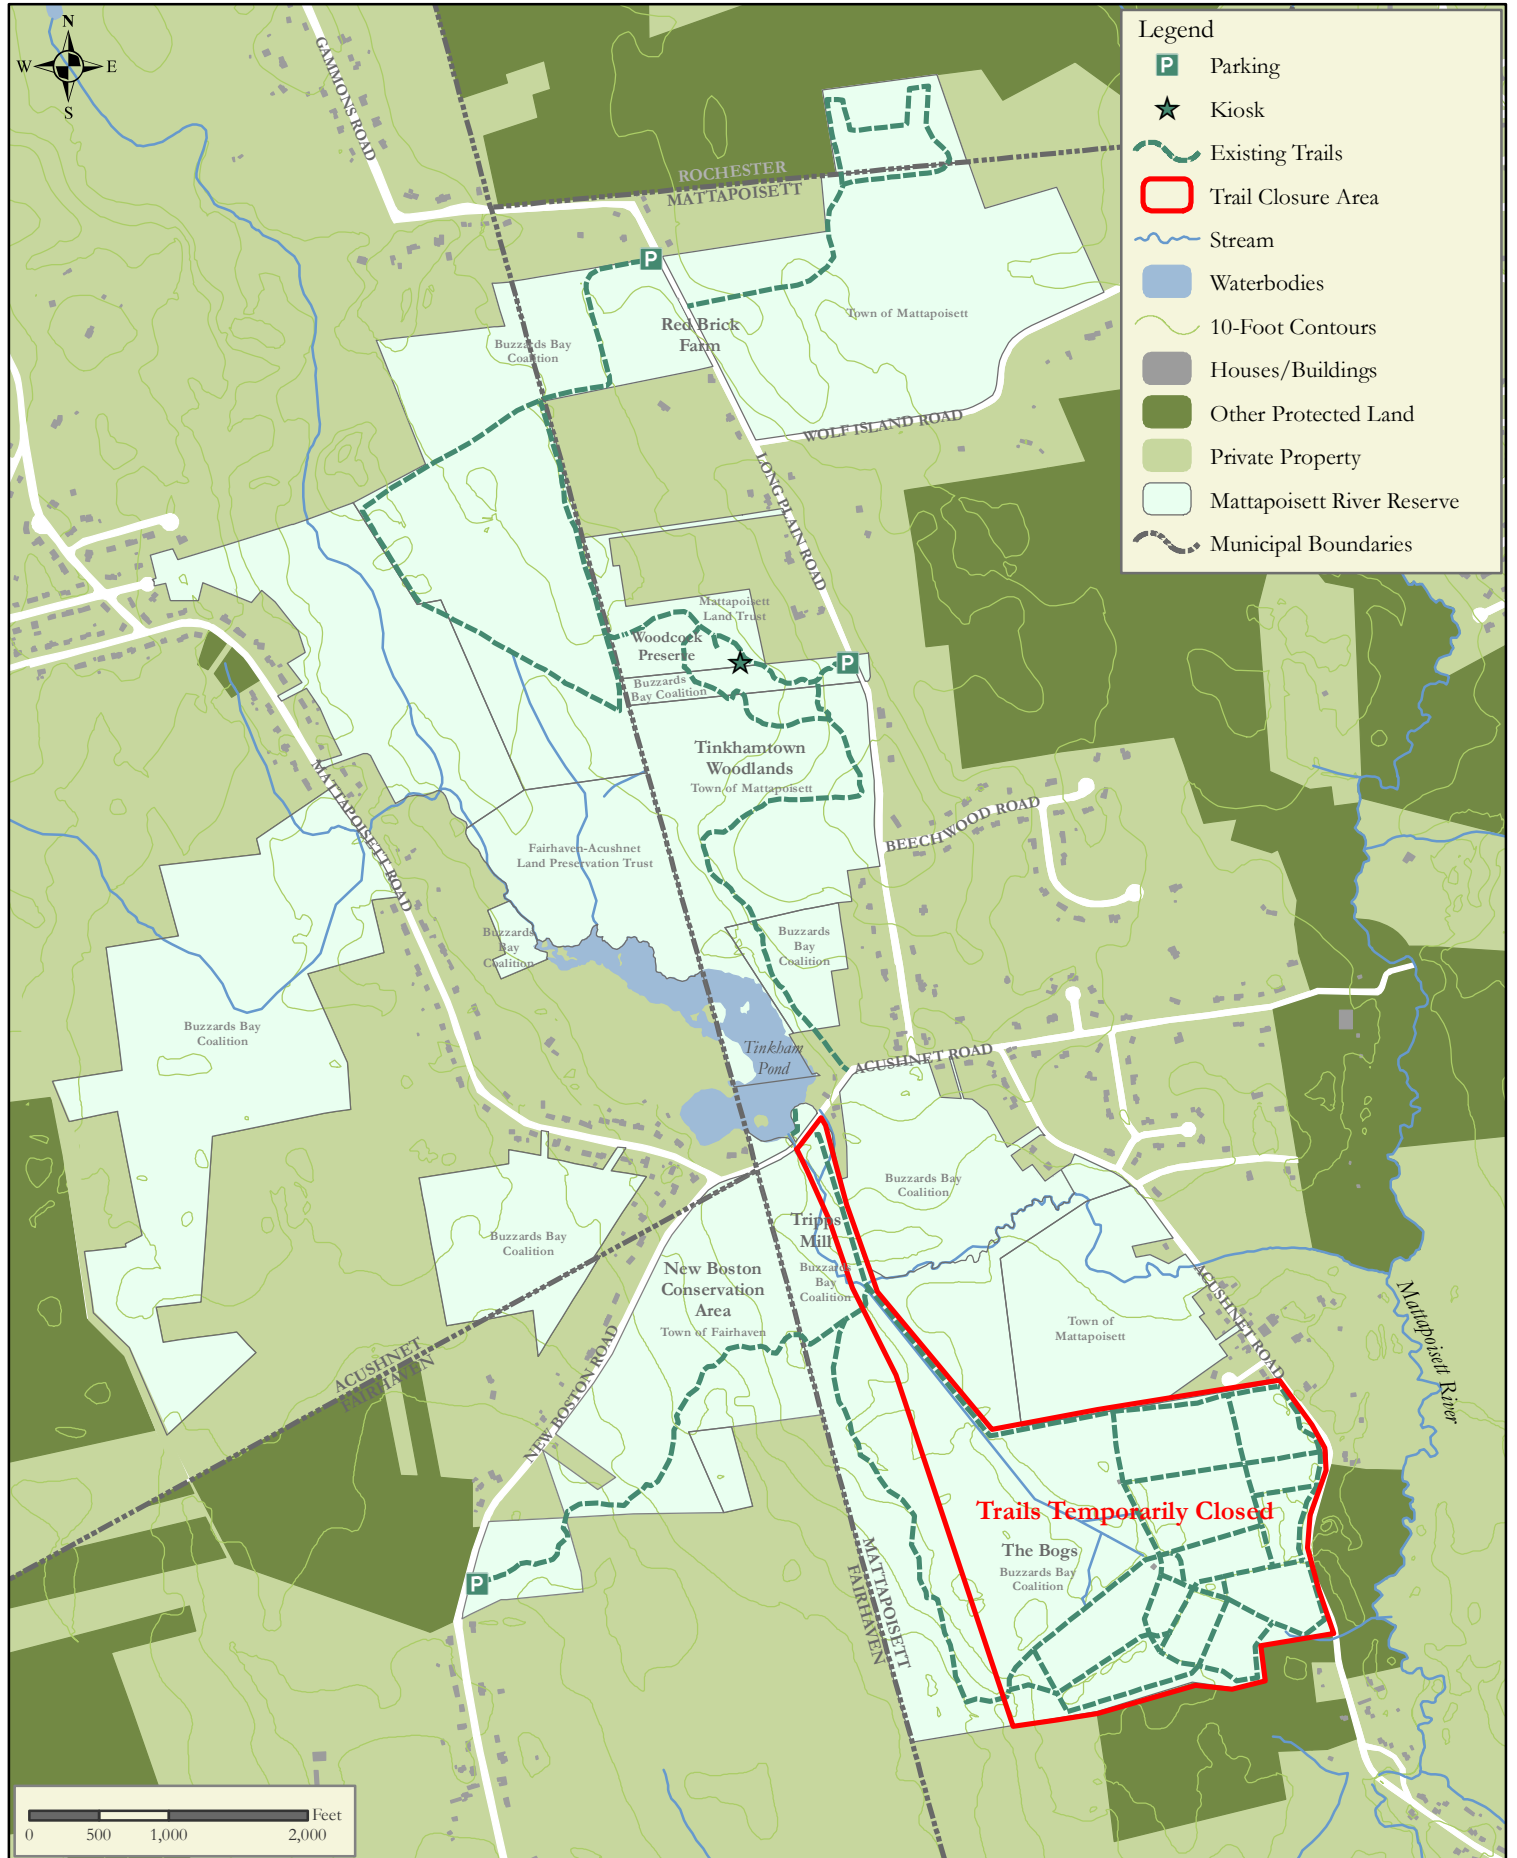 N
W
E
S
GAMMONS ROAD
Legend
P
Parking
Kiosk
Existing Trails
Trail Closure Area
Stream
Waterbodies
10-Foot Contours
Houses/Buildings
Other Protected Land
Private Property
Mattapoisett River Reserve
Municipal Boundaries
ROCHESTER
MATTAPOISETT
P
Town of Mattapoisett
Red Brick
Farm
Buzzards Bay
Coalition
WOLF ISLAND ROAD
LONG PLAIN ROAD
Mattapoisett
Land Trust
Woodcock
Preserve
P
Buzzards
Bay Coalition
Tinkhamtown
Woodlands
Town of Mattapoisett
MATTAPOISETT ROAD
BEECHWOOD ROAD
Fairhaven-Acushnet
Land Preservation Trust
Buzzards
Bay
Coalition
Buzzards
Bay
Coalition
Buzzards Bay
Coalition
Tinkham
Pond
ACUSHNET ROAD
Buzzards Bay
Coalition
Tripps
Mill
Buzzards
Bay
Coalition
Buzzards Bay
Coalition
New Boston
Conservation
Area
Town of Fairhaven
Town of
Mattapoisett
ACUSHNET ROAD
Mattapoisett River
ACUSHNET
FAIRHAVEN
NEW BOSTON ROAD
Trails Temporarily Closed
The Bogs
Buzzards Bay
Coalition
MATTAPOISETT
FAIRHAVEN
P
Feet
0 500 1,000 2,000